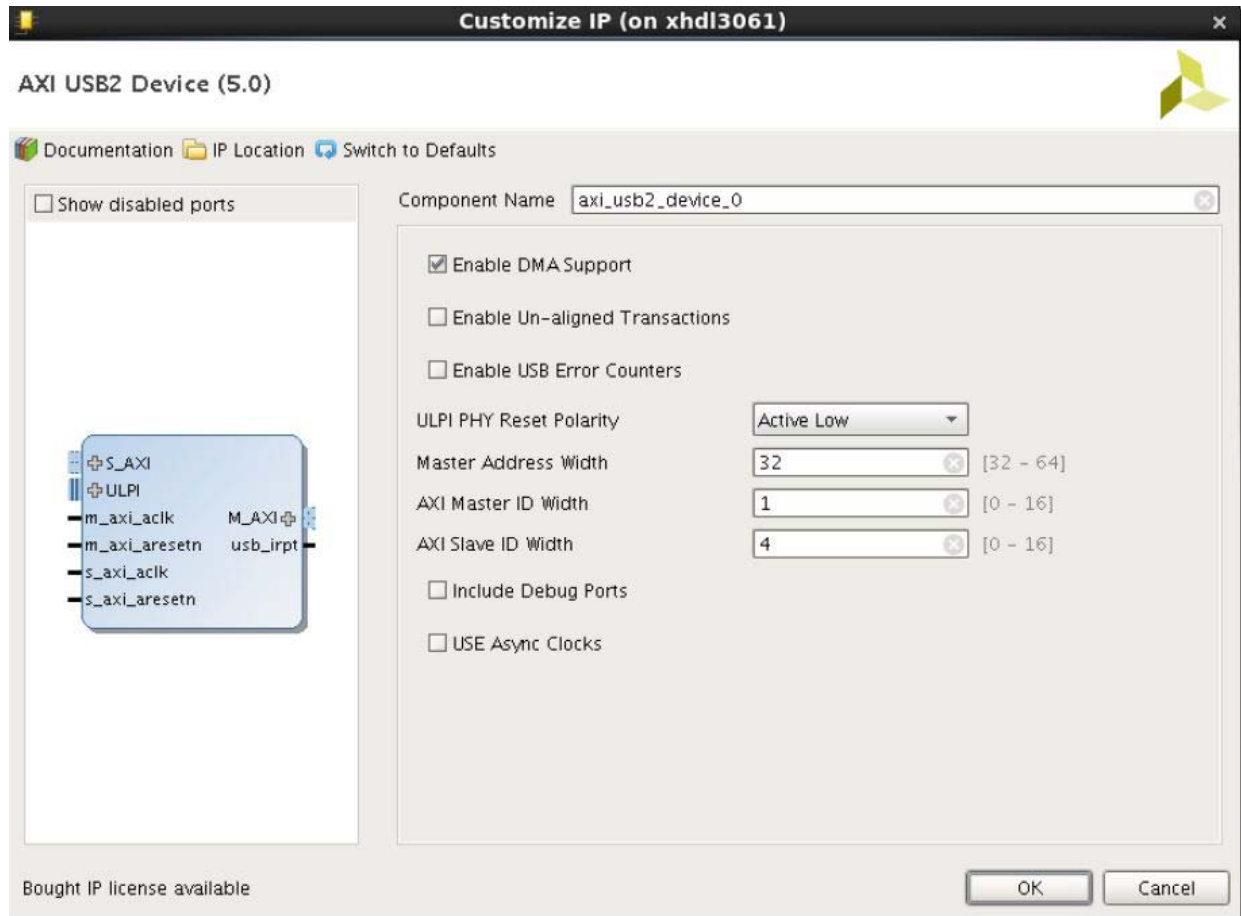 Customize IP (on xhdl3061)
AXI USB2 Device (5.0)
Documentation IP Location Switch to Defaults
Show disabled ports
Component Name axi_usb2_device_0
Enable DMA Support
Enable Un-aligned Transactions
Enable USB Error Counters
ULPI PHY Reset Polarity Active Low
Master Address Width 32 [32 - 64]
AXI Master ID Width 1 [0 - 16]
AXI Slave ID Width 4 [0 - 16]
Include Debug Ports
USE Async Clocks
S_AXI
ULPI
m_axi_aclk M_AXI
m_axi_aresetn usb_irpt
s_axi_aclk
s_axi_aresetn
Bought IP license available OK Cancel